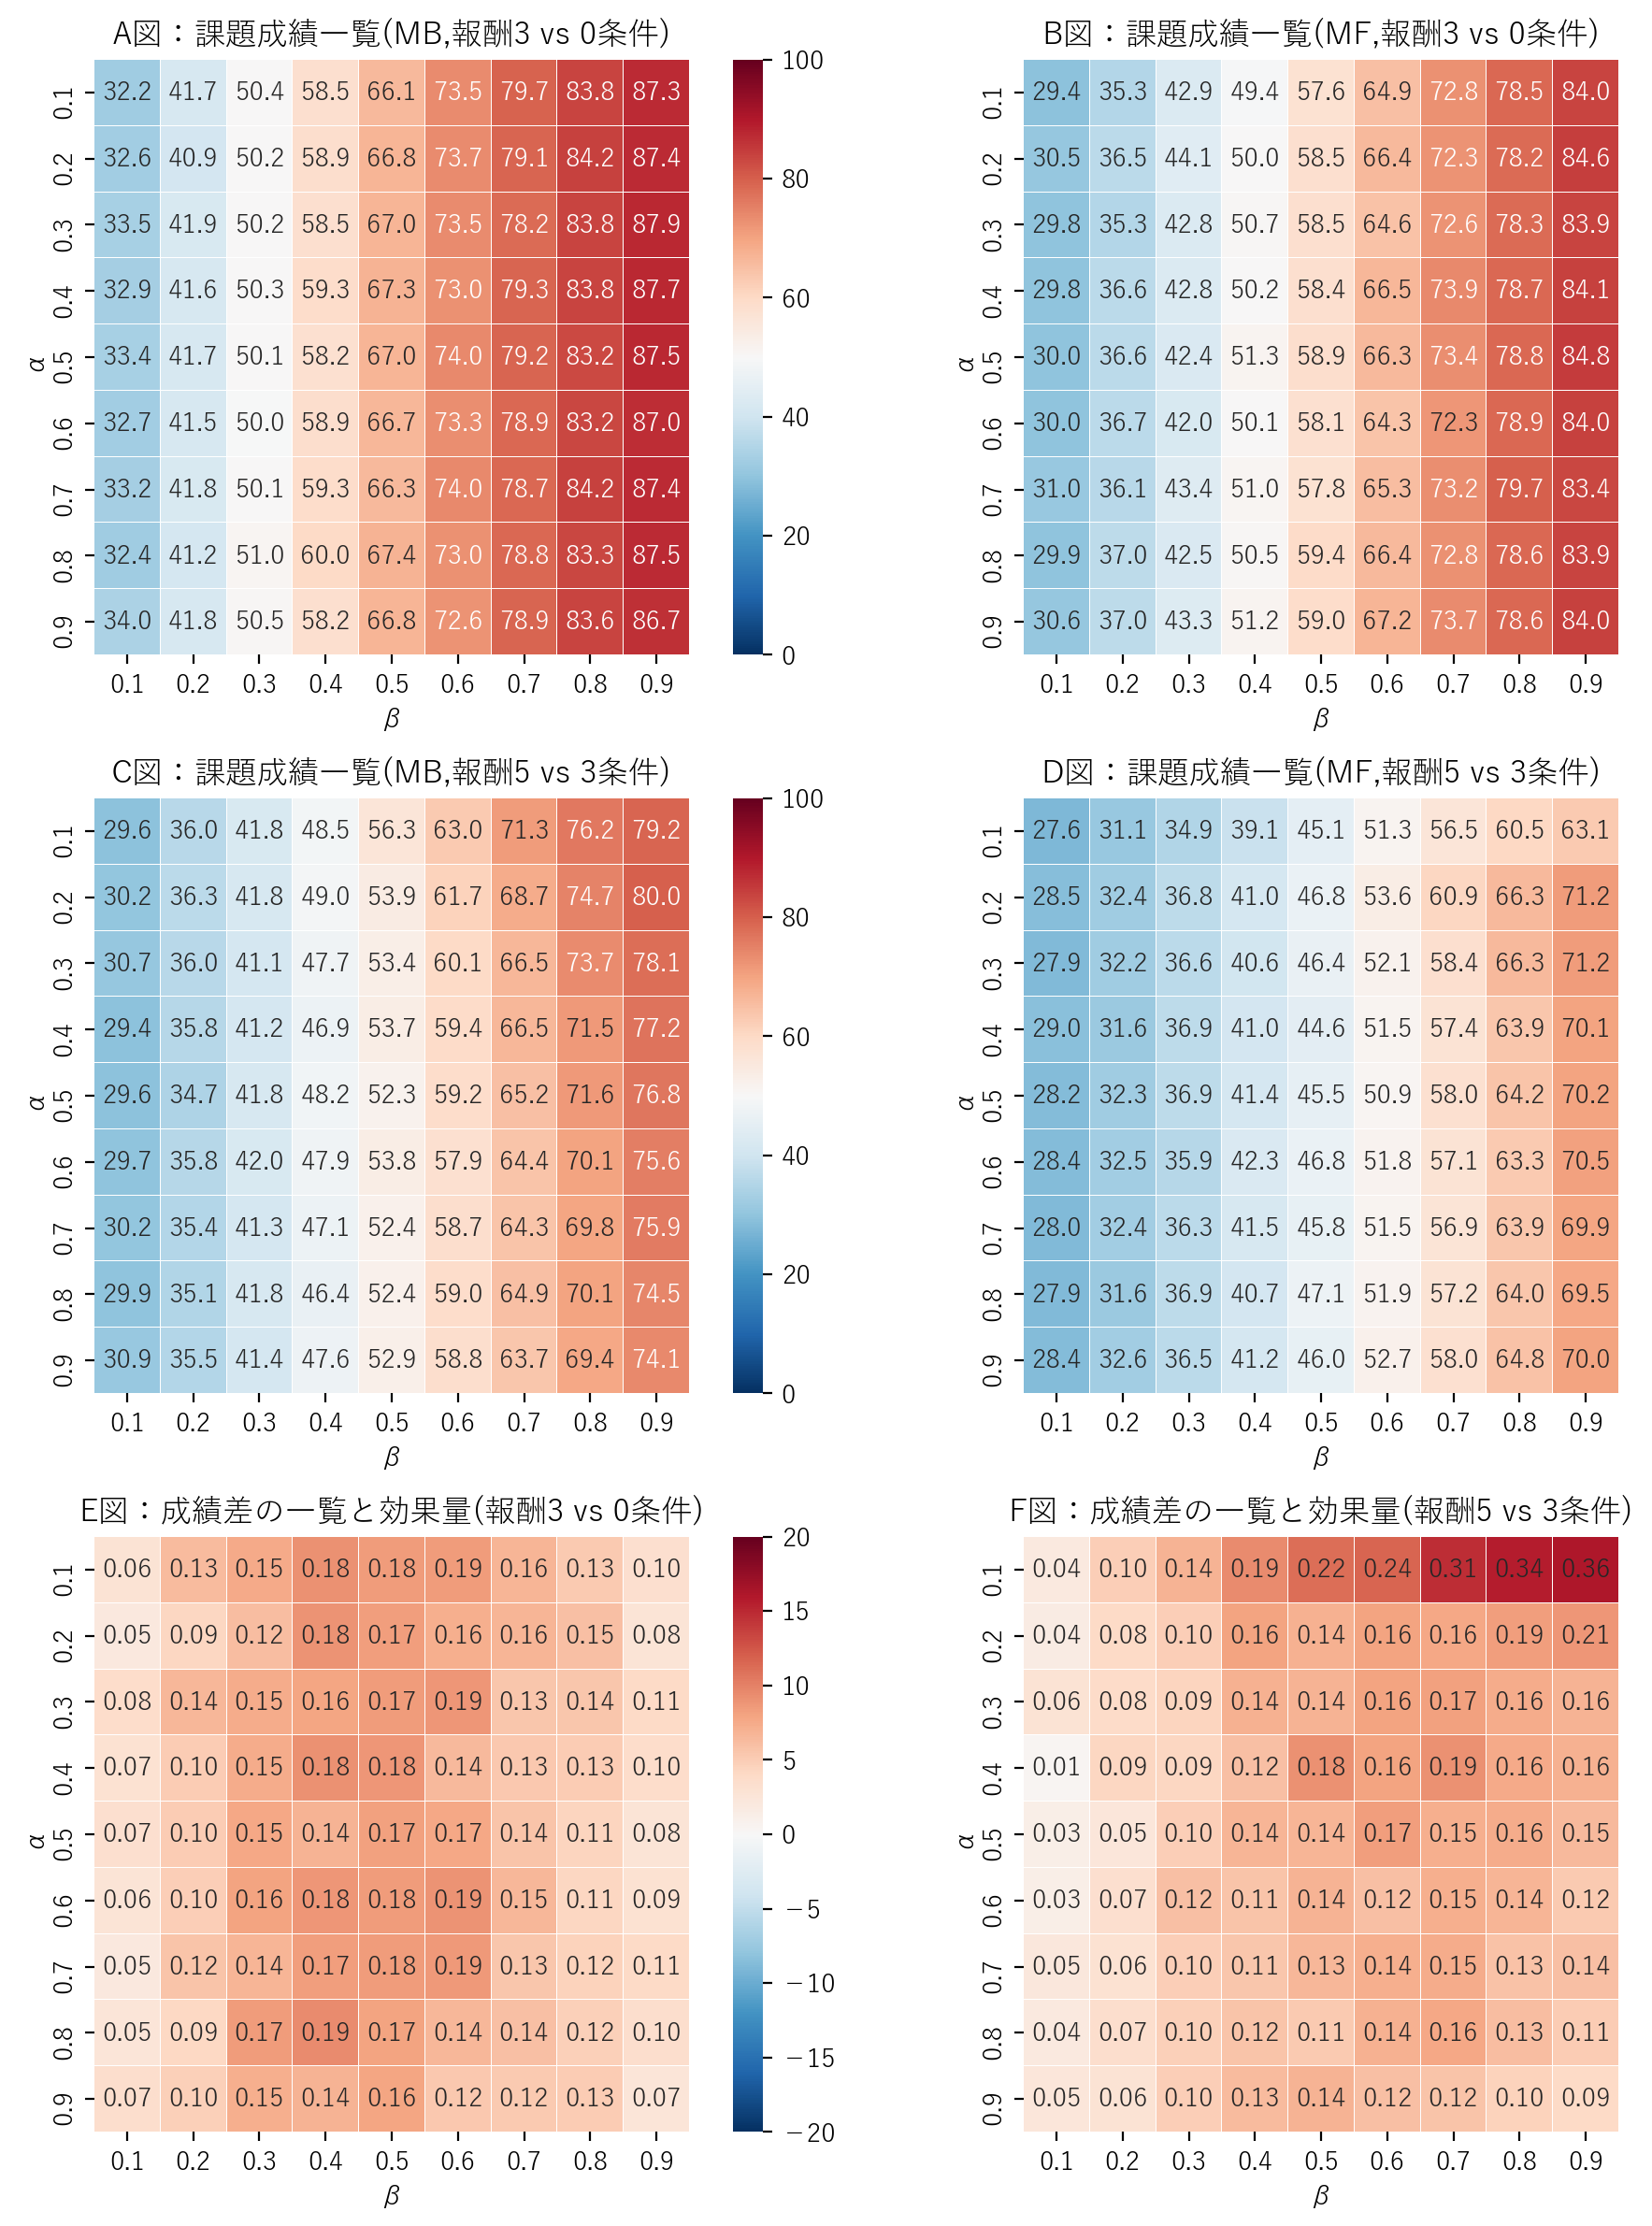 A図：課題成績一覧(MB,報酬3 vs 0条件)
100
80
60
40
20
0
α
0.1 32.2 41.7 50.4 58.5 66.1 73.5 79.7 83.8 87.3
0.2 32.6 40.9 50.2 58.9 66.8 73.7 79.1 84.2 87.4
0.3 33.5 41.9 50.2 58.5 67.0 73.5 78.2 83.8 87.9
0.4 32.9 41.6 50.3 59.3 67.3 73.0 79.3 83.8 87.7
0.5 33.4 41.7 50.1 58.2 67.0 74.0 79.2 83.2 87.5
0.6 32.7 41.5 50.0 58.9 66.7 73.3 78.9 83.2 87.0
0.7 33.2 41.8 50.1 59.3 66.3 74.0 78.7 84.2 87.4
0.8 32.4 41.2 51.0 60.0 67.4 73.0 78.8 83.3 87.5
0.9 34.0 41.8 50.5 58.2 66.8 72.6 78.9 83.6 86.7
0.1 0.2 0.3 0.4 0.5 0.6 0.7 0.8 0.9
β
B図：課題成績一覧(MF,報酬3 vs 0条件)
α
0.1 29.4 35.3 42.9 49.4 57.6 64.9 72.8 78.5 84.0
0.2 30.5 36.5 44.1 50.0 58.5 66.4 72.3 78.2 84.6
0.3 29.8 35.3 42.8 50.7 58.5 64.6 72.6 78.3 83.9
0.4 29.8 36.6 42.8 50.2 58.4 66.5 73.9 78.7 84.1
0.5 30.0 36.6 42.4 51.3 58.9 66.3 73.4 78.8 84.8
0.6 30.0 36.7 42.0 50.1 58.1 64.3 72.3 78.9 84.0
0.7 31.0 36.1 43.4 51.0 57.8 65.3 73.2 79.7 83.4
0.8 29.9 37.0 42.5 50.5 59.4 66.4 72.8 78.6 83.9
0.9 30.6 37.0 43.3 51.2 59.0 67.2 73.7 78.6 84.0
0.1 0.2 0.3 0.4 0.5 0.6 0.7 0.8 0.9
β
C図：課題成績一覧(MB,報酬5 vs 3条件)
100
80
60
40
20
0
α
0.1 29.6 36.0 41.8 48.5 56.3 63.0 71.3 76.2 79.2
0.2 30.2 36.3 41.8 49.0 53.9 61.7 68.7 74.7 80.0
0.3 30.7 36.0 41.1 47.7 53.4 60.1 66.5 73.7 78.1
0.4 29.4 35.8 41.2 46.9 53.7 59.4 66.5 71.5 77.2
0.5 29.6 34.7 41.8 48.2 52.3 59.2 65.2 71.6 76.8
0.6 29.7 35.8 42.0 47.9 53.8 57.9 64.4 70.1 75.6
0.7 30.2 35.4 41.3 47.1 52.4 58.7 64.3 69.8 75.9
0.8 29.9 35.1 41.8 46.4 52.4 59.0 64.9 70.1 74.5
0.9 30.9 35.5 41.4 47.6 52.9 58.8 63.7 69.4 74.1
0.1 0.2 0.3 0.4 0.5 0.6 0.7 0.8 0.9
β
D図：課題成績一覧(MF,報酬5 vs 3条件)
α
0.1 27.6 31.1 34.9 39.1 45.1 51.3 56.5 60.5 63.1
0.2 28.5 32.4 36.8 41.0 46.8 53.6 60.9 66.3 71.2
0.3 27.9 32.2 36.6 40.6 46.4 52.1 58.4 66.3 71.2
0.4 29.0 31.6 36.9 41.0 44.6 51.5 57.4 63.9 70.1
0.5 28.2 32.3 36.9 41.4 45.5 50.9 58.0 64.2 70.2
0.6 28.4 32.5 35.9 42.3 46.8 51.8 57.1 63.3 70.5
0.7 28.0 32.4 36.3 41.5 45.8 51.5 56.9 63.9 69.9
0.8 27.9 31.6 36.9 40.7 47.1 51.9 57.2 64.0 69.5
0.9 28.4 32.6 36.5 41.2 46.0 52.7 58.0 64.8 70.0
0.1 0.2 0.3 0.4 0.5 0.6 0.7 0.8 0.9
β
E図：成績差の一覧と効果量(報酬3 vs 0条件)
20
15
10
5
0
−5
−10
−15
−20
α
0.1 0.06 0.13 0.15 0.18 0.18 0.19 0.16 0.13 0.10
0.2 0.05 0.09 0.12 0.18 0.17 0.16 0.16 0.15 0.08
0.3 0.08 0.14 0.15 0.16 0.17 0.19 0.13 0.14 0.11
0.4 0.07 0.10 0.15 0.18 0.18 0.14 0.13 0.13 0.10
0.5 0.07 0.10 0.15 0.14 0.17 0.17 0.14 0.11 0.08
0.6 0.06 0.10 0.16 0.18 0.18 0.19 0.15 0.11 0.09
0.7 0.05 0.12 0.14 0.17 0.18 0.19 0.13 0.12 0.11
0.8 0.05 0.09 0.17 0.19 0.17 0.14 0.14 0.12 0.10
0.9 0.07 0.10 0.15 0.14 0.16 0.12 0.12 0.13 0.07
0.1 0.2 0.3 0.4 0.5 0.6 0.7 0.8 0.9
β
F図：成績差の一覧と効果量(報酬5 vs 3条件)
α
0.1 0.04 0.10 0.14 0.19 0.22 0.24 0.31 0.34 0.36
0.2 0.04 0.08 0.10 0.16 0.14 0.16 0.16 0.19 0.21
0.3 0.06 0.08 0.09 0.14 0.14 0.16 0.17 0.16 0.16
0.4 0.01 0.09 0.09 0.12 0.18 0.16 0.19 0.16 0.16
0.5 0.03 0.05 0.10 0.14 0.14 0.17 0.15 0.16 0.15
0.6 0.03 0.07 0.12 0.11 0.14 0.12 0.15 0.14 0.12
0.7 0.05 0.06 0.10 0.11 0.13 0.14 0.15 0.13 0.14
0.8 0.04 0.07 0.10 0.12 0.11 0.14 0.16 0.13 0.11
0.9 0.05 0.06 0.10 0.13 0.14 0.12 0.12 0.10 0.09
0.1 0.2 0.3 0.4 0.5 0.6 0.7 0.8 0.9
β